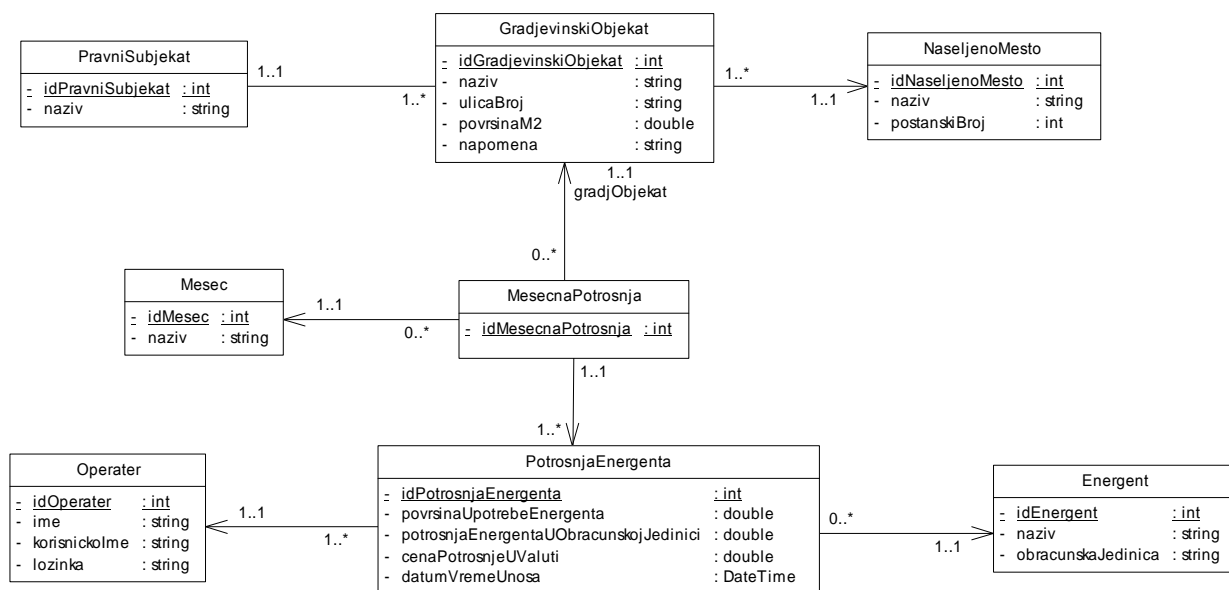 GradjevinskiObjekat
- idGradjevinskiObjekat : int
- naziv : string
- ulicaBroj : string
- povrsinaM2 : double
- napomena : string
PravniSubjekat
- idPravniSubjekat : int
- naziv : string
1..1
1..*
NaseljenoMesto
- idNaseljenoMesto : int
- naziv : string
- postanskiBroj : int
1..*
1..1
1..1
gradjObjekat
0..*
Mesec
- idMesec : int
- naziv : string
1..1
0..*
MesecnaPotrosnja
- idMesecnaPotrosnja : int
1..1
1..*
Operater
- idOperater : int
- ime : string
- korisnickoIme : string
- lozinka : string
1..1
1..*
PotrosnjaEnergenta
- idPotrosnjaEnergenta : int
- povrsinaUpotrebeEnergenta : double
- potrosnjaEnergentaUObracunskojJedinici : double
- cenaPotrosnjeUValuti : double
- datumVremeUnosa : DateTime
0..*
1..1
Energent
- idEnergent : int
- naziv : string
- obracunskaJedinica : string